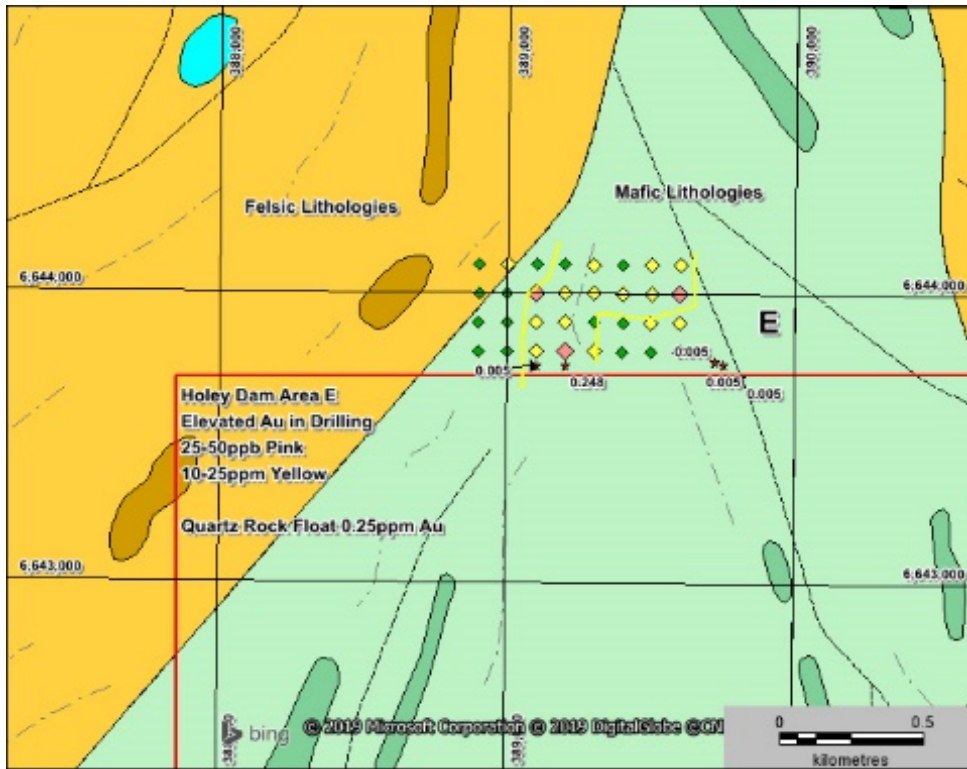 388,000
389,000
390,000
Felsic Lithologies
Mafic Lithologies
6,644,000
6,644,000
E
-0.005
0.005
0.248
0.005
0.005
Holey Dam Area E
Elevated Au in Drilling
25-50ppb Pink
10-25ppm Yellow
Quartz Rock Float 0.25ppm Au
6,643,000
6,643,000
bing
© 2019 Microsoft Corporation © 2019 DigitalGlobe @CN
0 0.5
kilometres